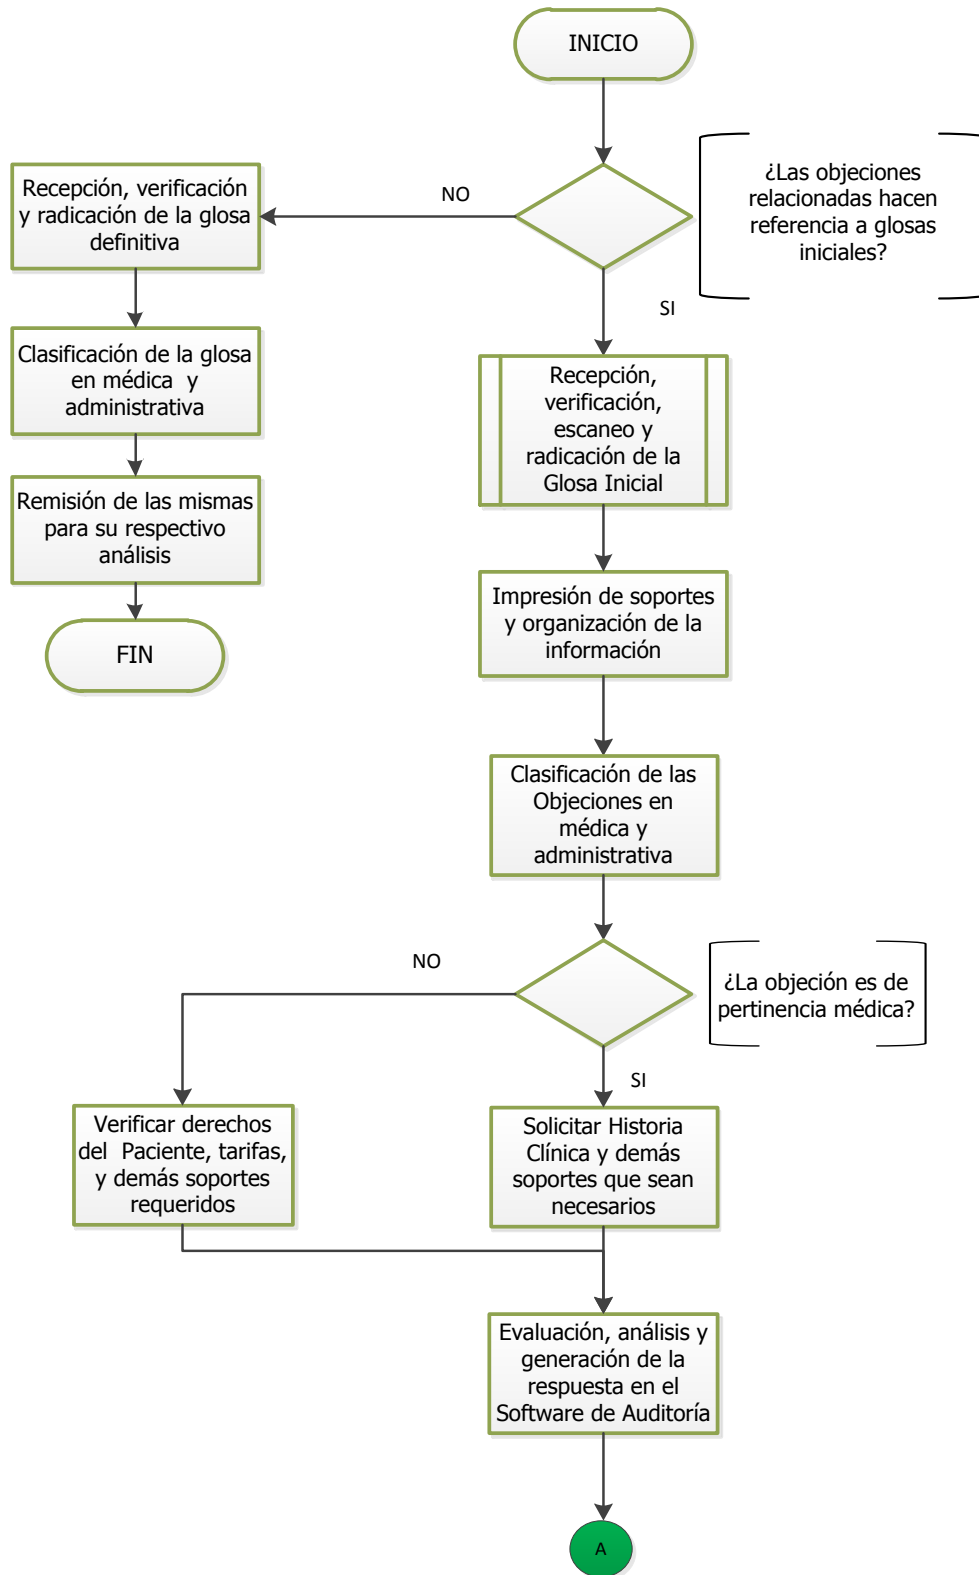 INICIO
¿Las objeciones
relacionadas hacen
referencia a glosas
iniciales?
NO
Recepción, verificación
y radicación de la glosa
definitiva
SI
Clasificación de la glosa
en médica y
administrativa
Recepción,
verificación,
escaneo y
radicación de la
Glosa Inicial
Remisión de las mismas
para su respectivo
análisis
Impresión de soportes
y organización de la
información
FIN
Clasificación de las
Objeciones en
médica y
administrativa
NO
¿La objeción es de
pertinencia médica?
SI
Verificar derechos
del Paciente, tarifas,
y demás soportes
requeridos
Solicitar Historia
Clínica y demás
soportes que sean
necesarios
Evaluación, análisis y
generación de la
respuesta en el
Software de Auditoría
A